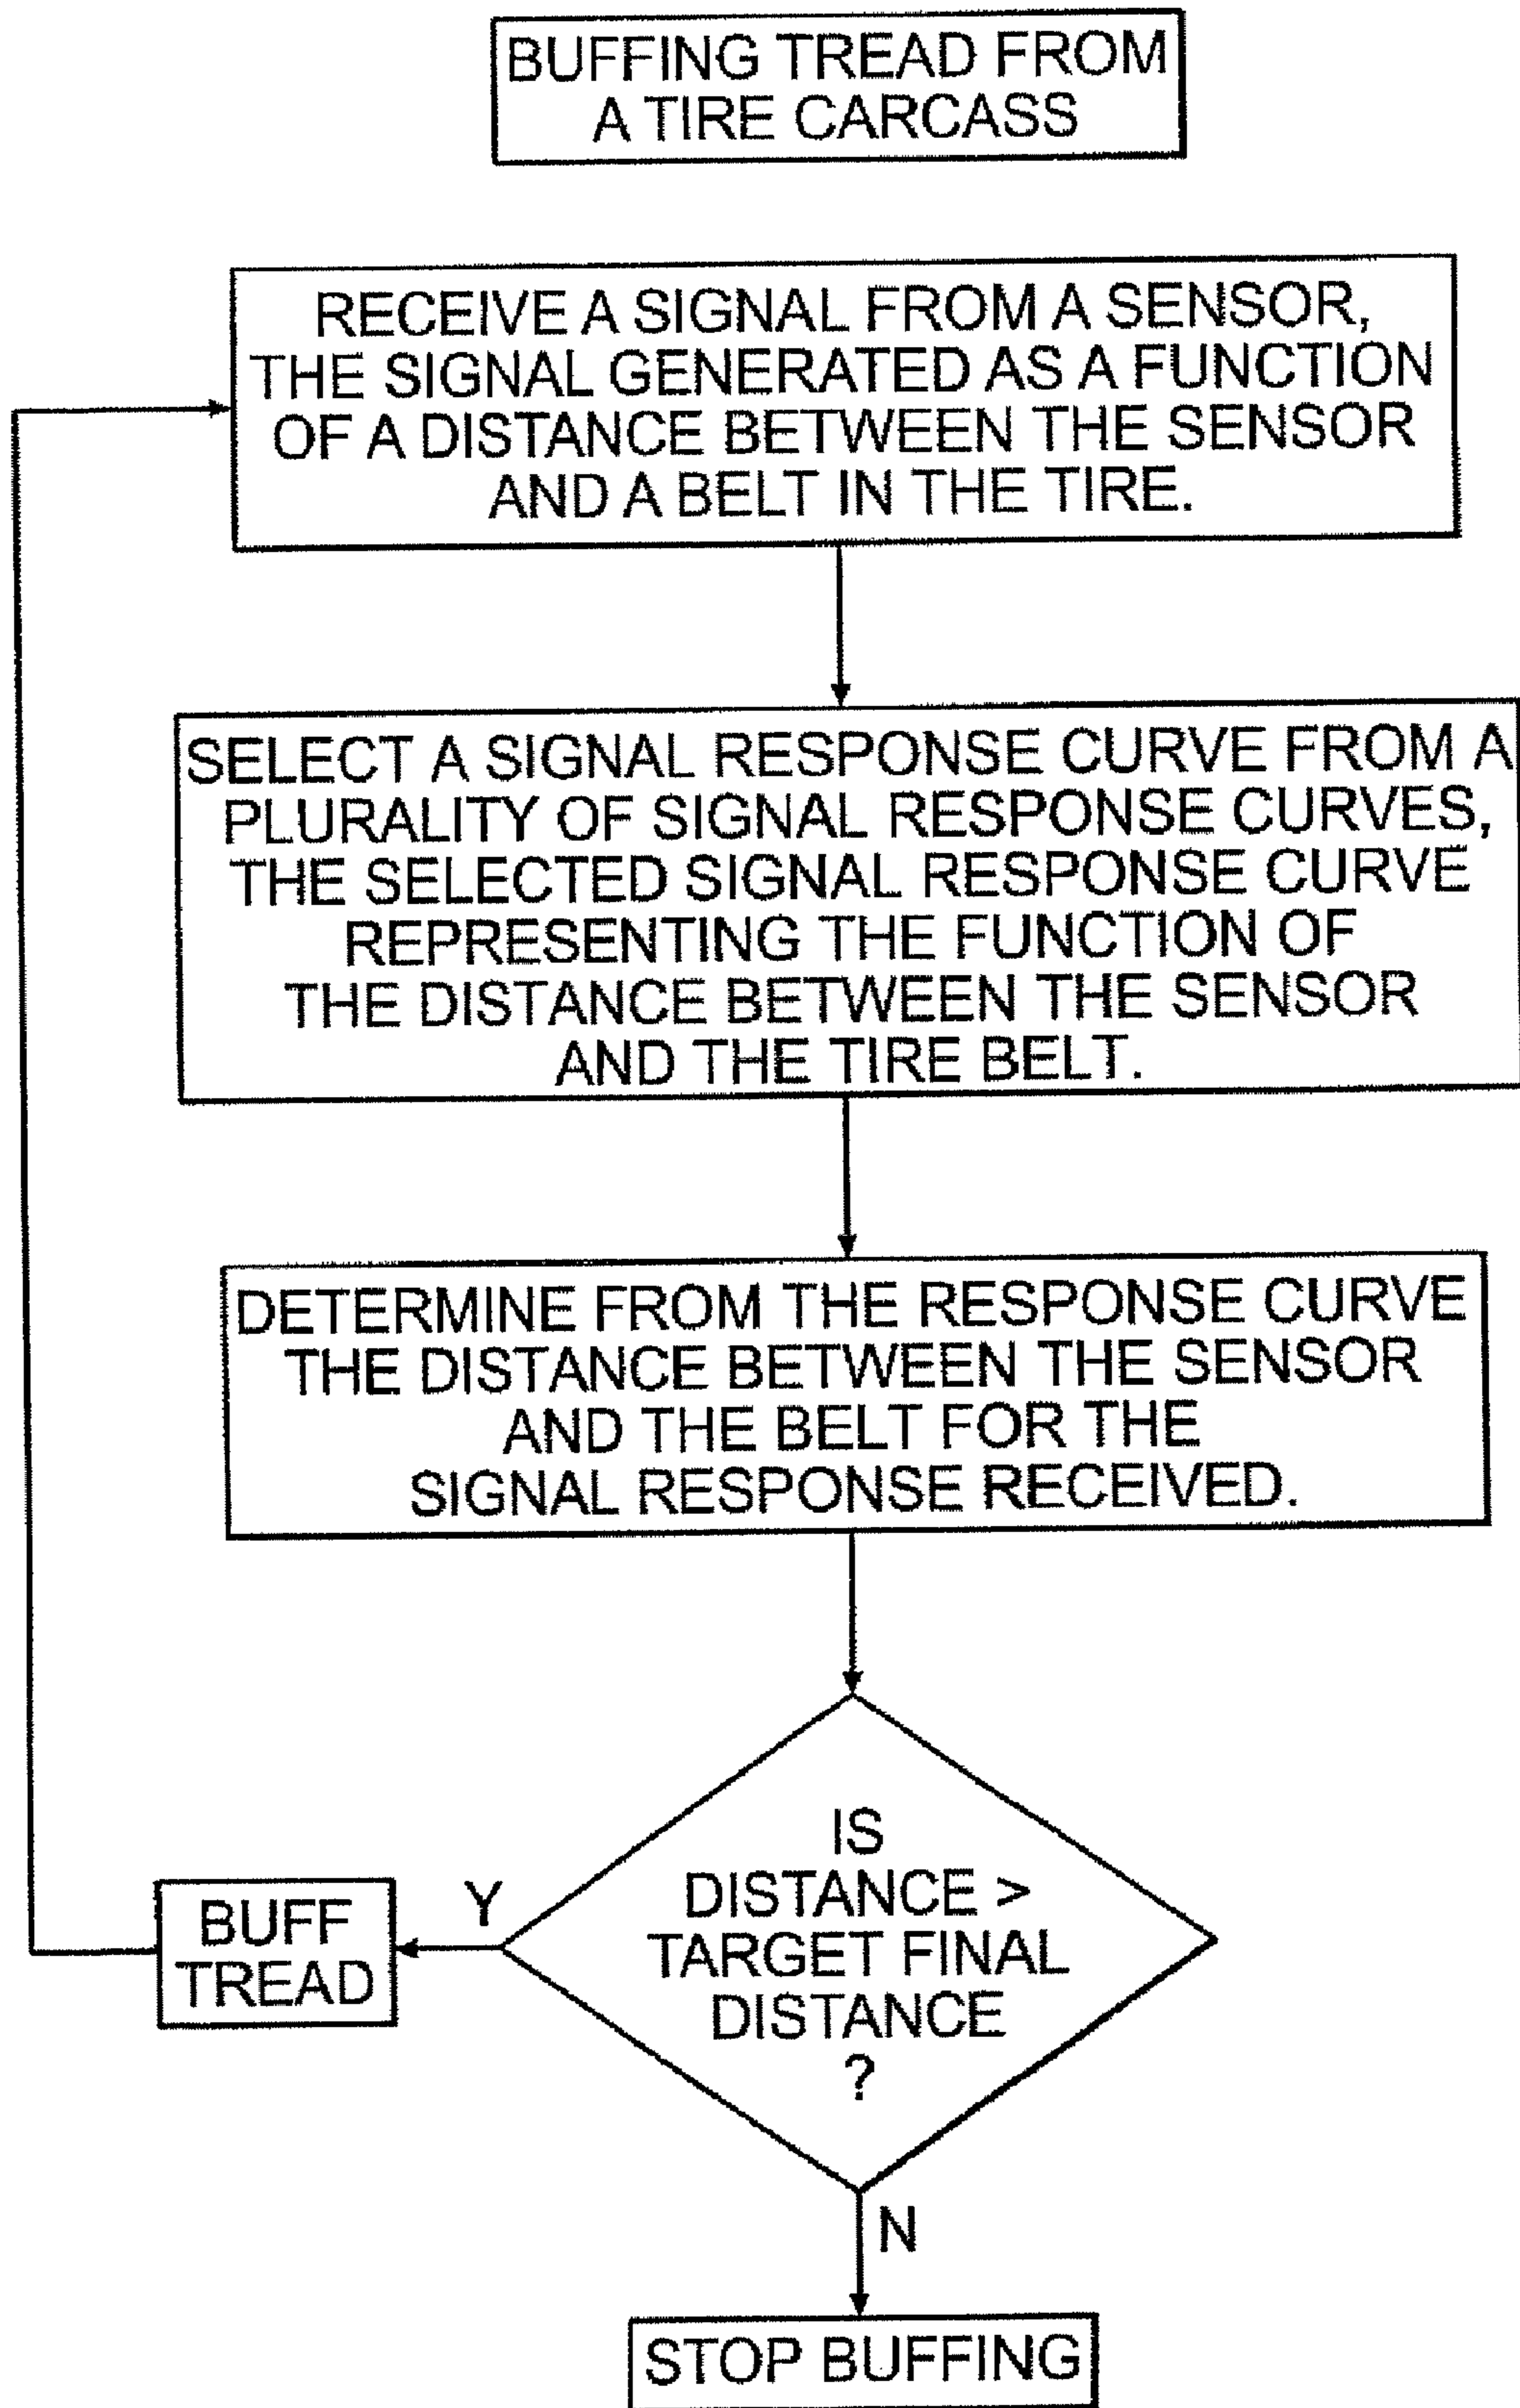 BUFFING TREAD FROM
A TIRE CARCASS
RECEIVE A SIGNAL FROM A SENSOR,
THE SIGNAL GENERATED AS A FUNCTION
OF A DISTANCE BETWEEN THE SENSOR
AND A BELT IN THE TIRE.
SELECT A SIGNAL RESPONSE CURVE FROM A
PLURALITY OF SIGNAL RESPONSE CURVES,
THE SELECTED SIGNAL RESPONSE CURVE
REPRESENTING THE FUNCTION OF
THE DISTANCE BETWEEN THE SENSOR
AND THE TIRE BELT.
DETERMINE FROM THE RESPONSE CURVE
THE DISTANCE BETWEEN THE SENSOR
AND THE BELT FOR THE
SIGNAL RESPONSE RECEIVED.
IS
DISTANCE >
TARGET FINAL
DISTANCE
?
Y
BUFF
TREAD
N
STOP BUFFING